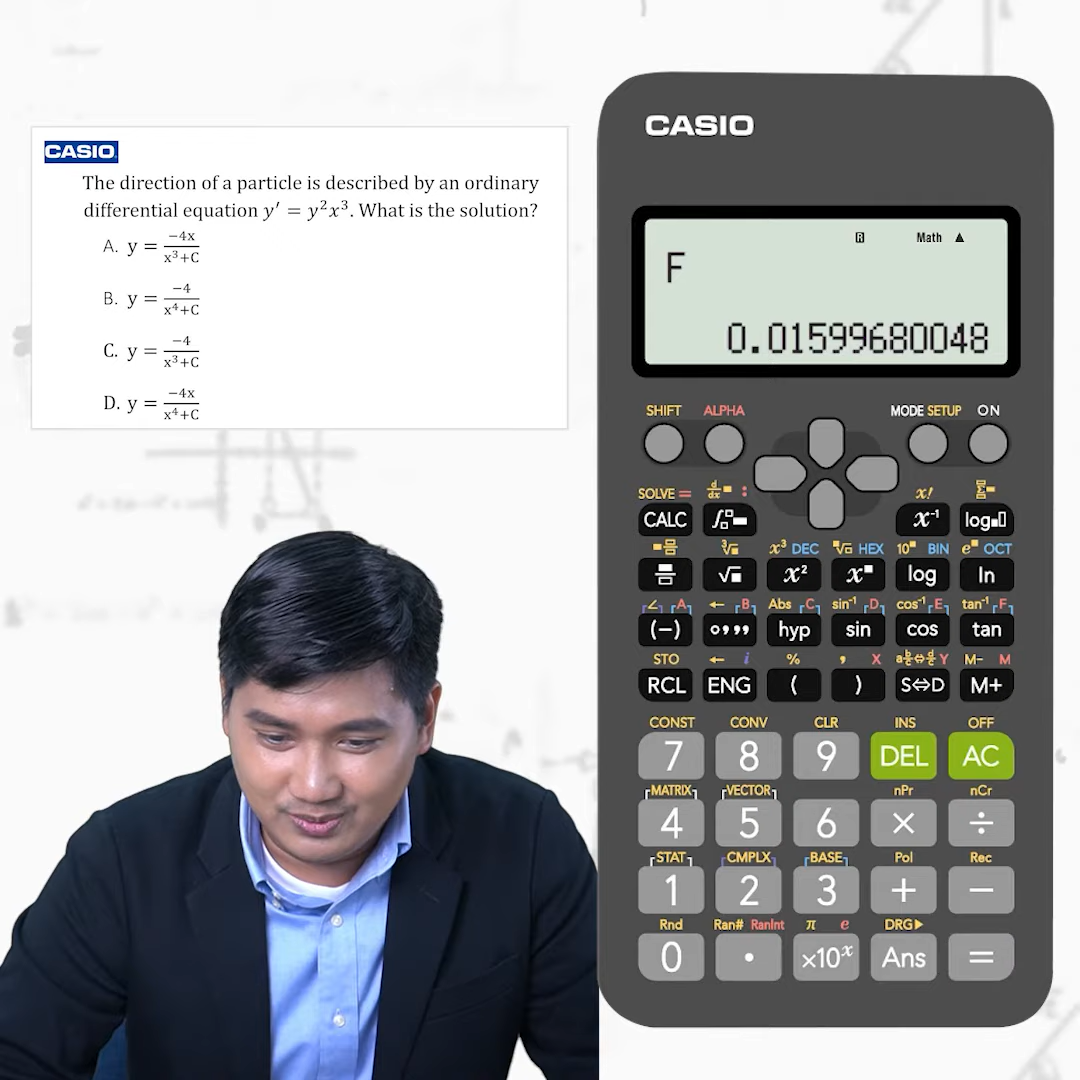 CASIO
The direction of a particle is described by an ordinary
differential equation y′ = y²x³. What is the solution?
A. y = −4x / x³+C
B. y = −4 / x⁴+C
C. y = −4 / x³+C
D. y = −4x / x⁴+C
CASIO
R Math ▲
F
0.01599680048
SHIFT ALPHA MODE SETUP ON
SOLVE = d/dx■ : x! Σ■
CALC ∫■ x⁻¹ log■□
■■/□ ³√■ x³ DEC ■√□ HEX 10■ BIN e■ OCT
■/□ √■ x² x■ log ln
∠ A ← B Abs C sin⁻¹ D cos⁻¹ E tan⁻¹ F
(−) °’’’ hyp sin cos tan
STO ← i % , X a b/c⇔d/c Y M− M
RCL ENG ( ) S⇔D M+
CONST CONV CLR INS OFF
7 8 9 DEL AC
MATRIX VECTOR nPr nCr
4 5 6 × ÷
STAT CMPLX BASE Pol Rec
1 2 3 + −
Rnd Ran# RanInt π e DRG▶
0 • ×10ˣ Ans =